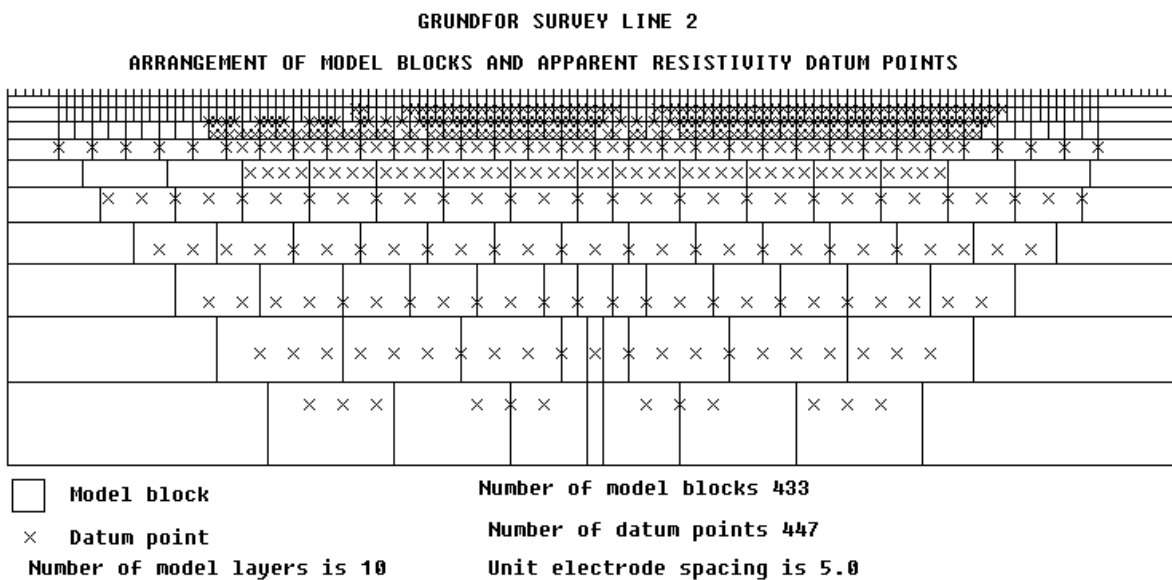 GRUNDFOR SURVEY LINE 2
ARRANGEMENT OF MODEL BLOCKS AND APPARENT RESISTIVITY DATUM POINTS
Model block
Number of model blocks 433
Datum point
Number of datum points 447
Number of model layers is 10
Unit electrode spacing is 5.0